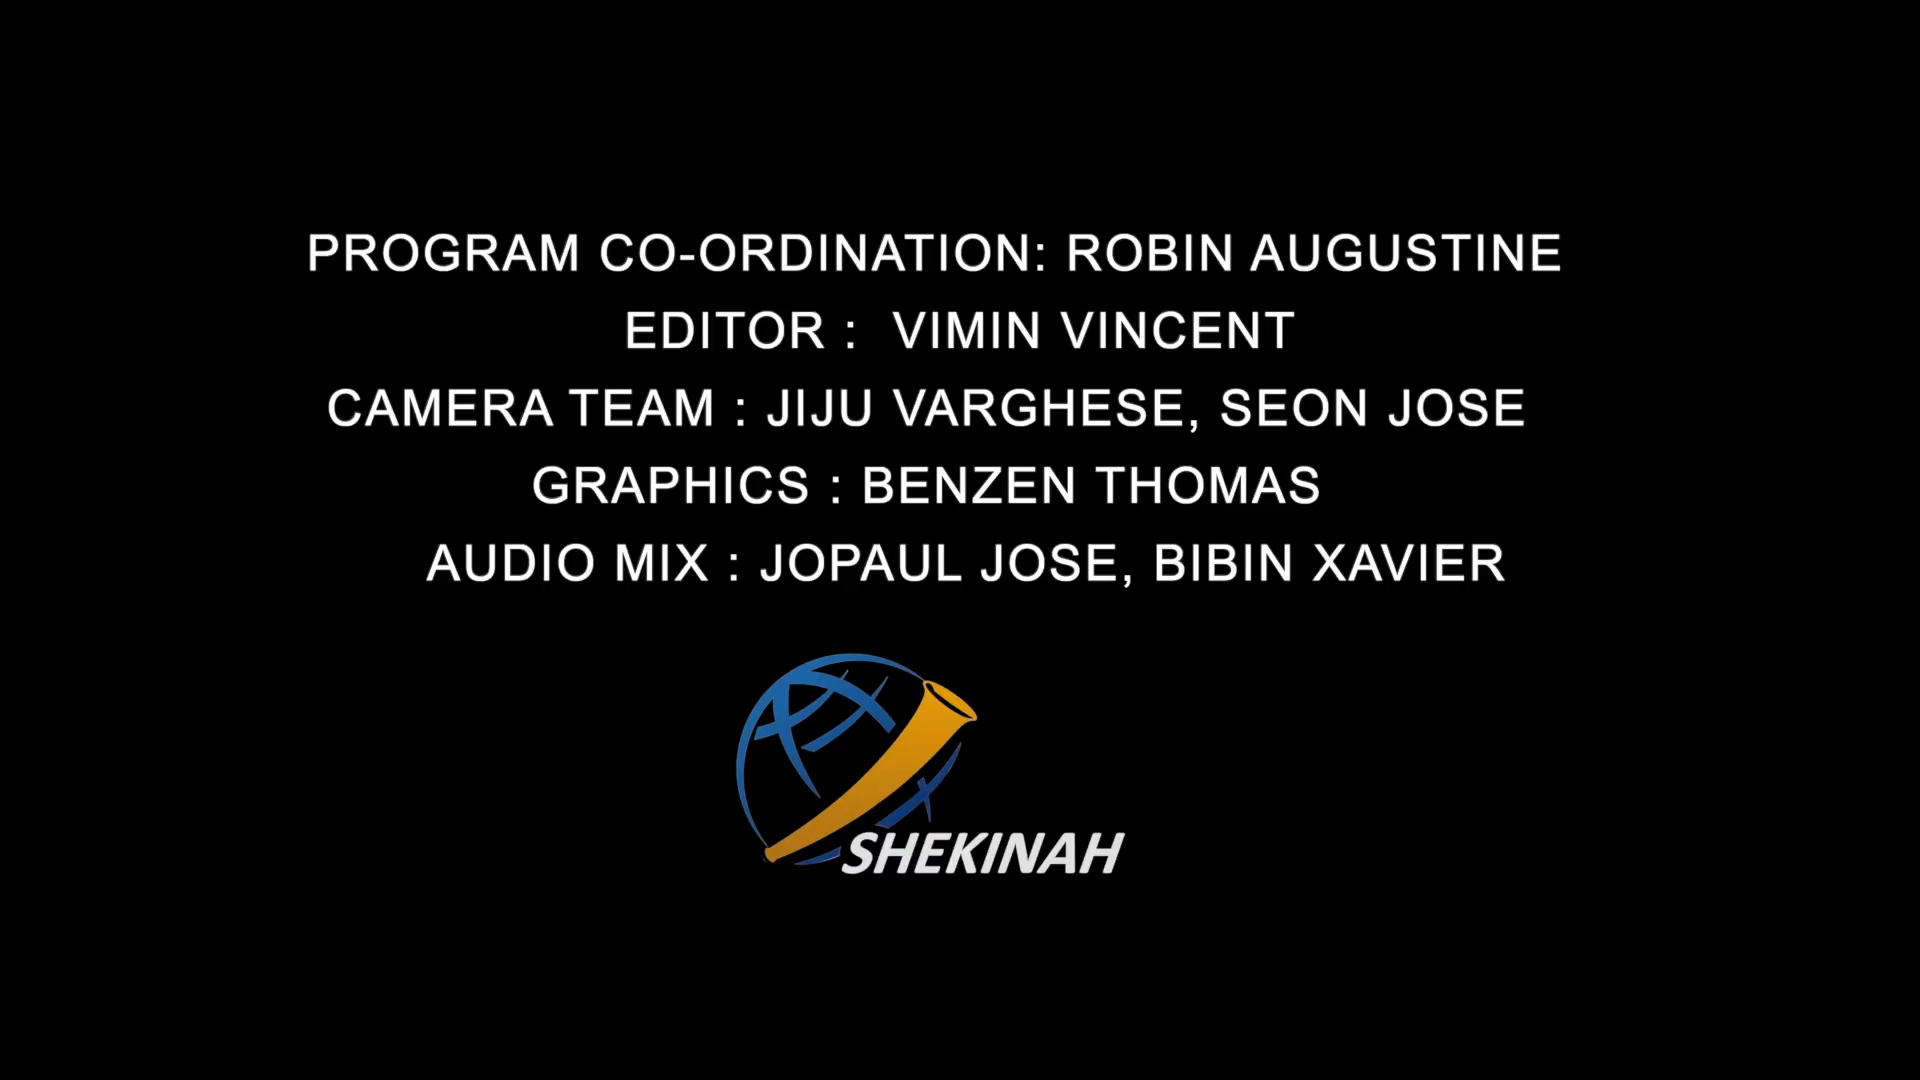 PROGRAM CO-ORDINATION: ROBIN AUGUSTINE
EDITOR :  VIMIN VINCENT
CAMERA TEAM : JIJU VARGHESE, SEON JOSE
GRAPHICS : BENZEN THOMAS
AUDIO MIX : JOPAUL JOSE, BIBIN XAVIER
SHEKINAH